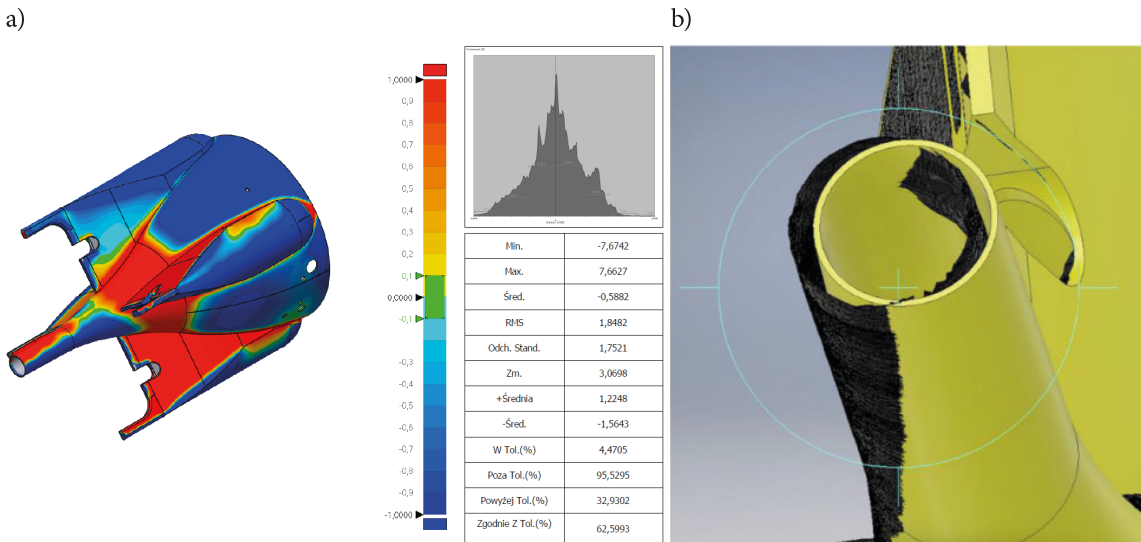 a)
b)
1,0000
0,9
0,8
0,7
0,6
0,5
0,4
0,3
0,2
0,1
0,0000
-0,1
-0,3
-0,4
-0,5
-0,6
-0,7
-0,8
-0,9
-1,0000
Min. -7,6742
Max. 7,6627
Śred. -0,5882
RMS 1,8482
Odch. Stand. 1,7521
Zm. 3,0698
+Średnia 1,2248
-Śred. -1,5643
W Tol.(%) 4,4705
Poza Tol.(%) 95,5295
Powyżej Tol.(%) 32,9302
Zgodnie Z Tol.(%) 62,5993